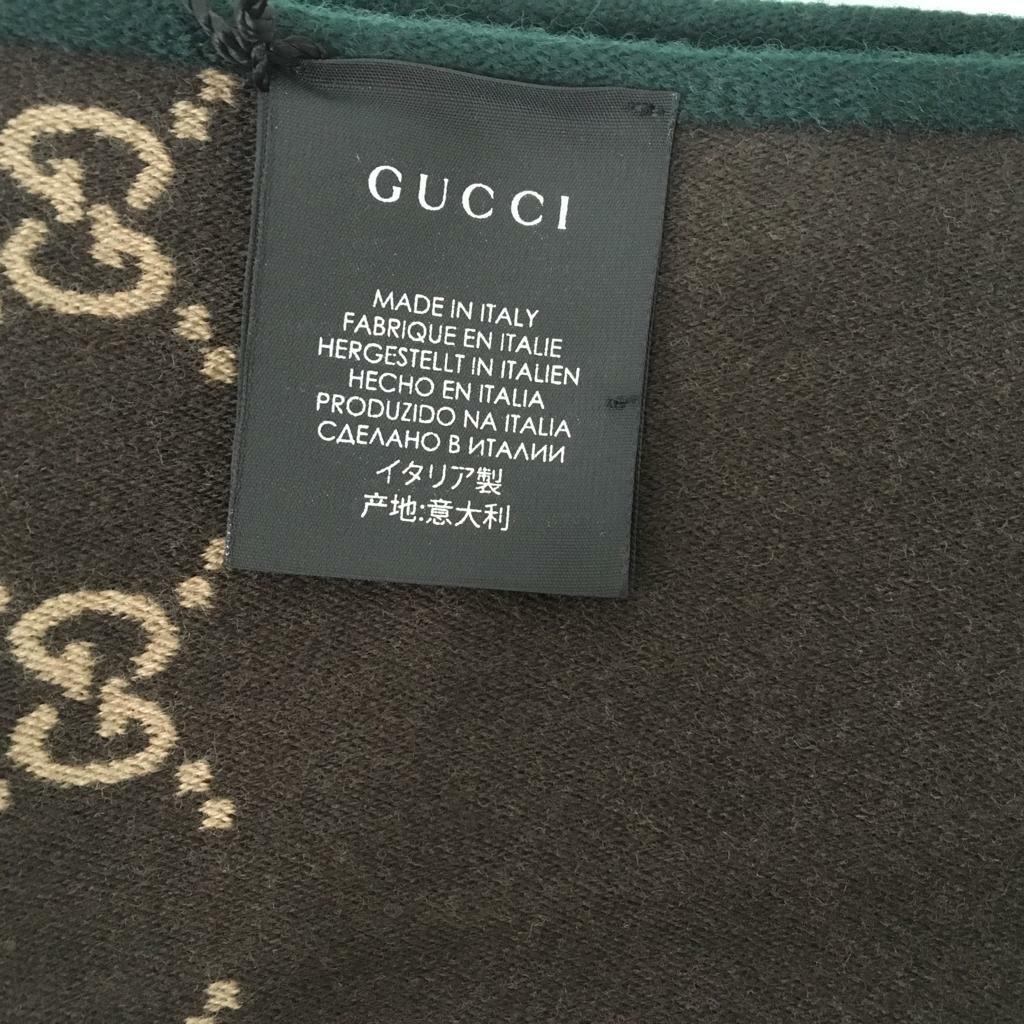 GUCCI
MADE IN ITALY
FABRIQUE EN ITALIE
HERGESTELLT IN ITALIEN
HECHO EN ITALIA
PRODUZIDO NA ITALIA
СДЕЛАНО В ИТАЛИИ
イタリア製
产地:意大利